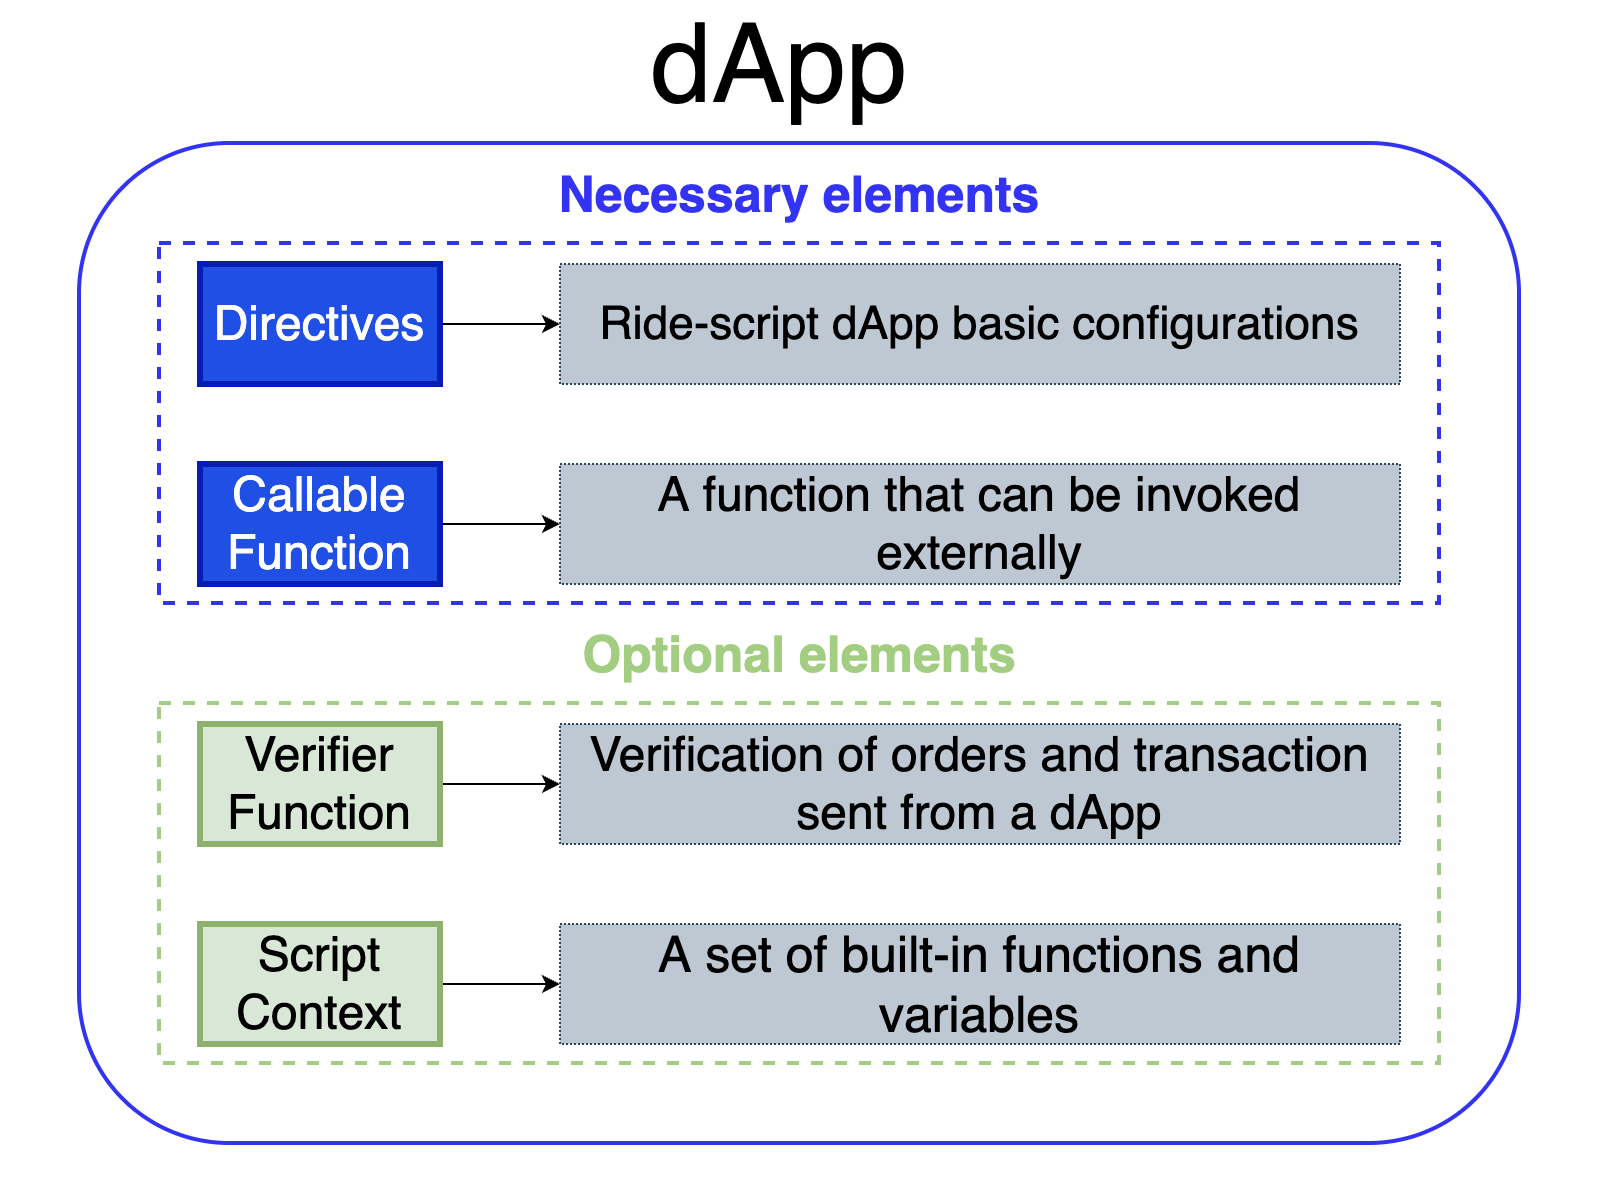 dApp
Necessary elements
Directives
Ride-script dApp basic configurations
Callable
Function
A function that can be invoked
externally
Optional elements
Verifier
Function
Verification of orders and transaction
sent from a dApp
Script
Context
A set of built-in functions and
variables